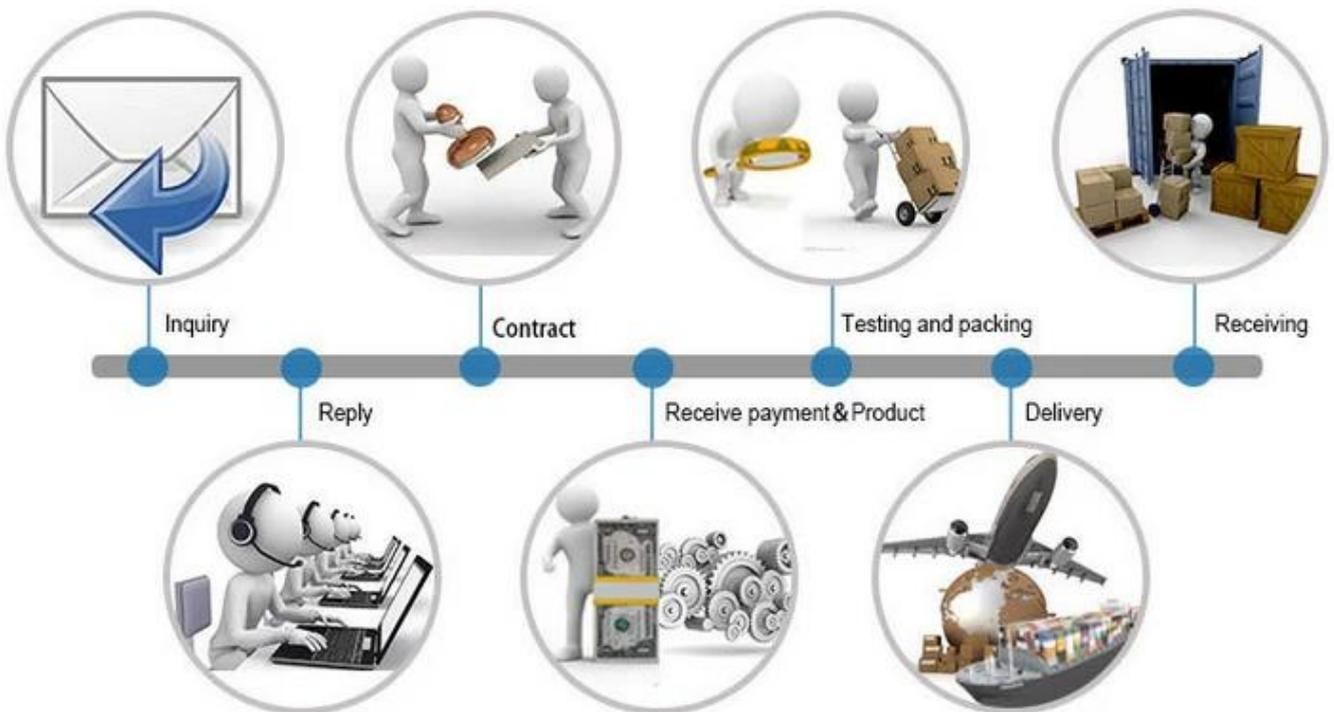 Inquiry
Contract
Testing and packing
Receiving
Reply
Receive payment & Product
Delivery